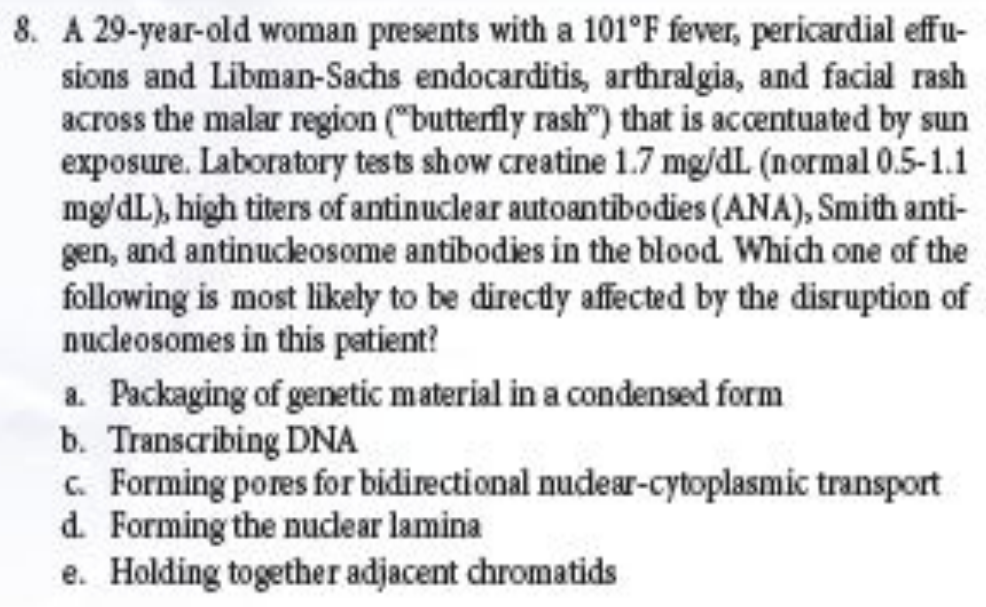 8. A 29-year-old woman presents with a 101°F fever, pericardial effu-
sions and Libman-Sachs endocarditis, arthralgia, and facial rash
across the malar region ("butterfly rash") that is accentuated by sun
exposure. Laboratory tests show creatine 1.7 mg/dL (normal 0.5-1.1
mg/dL), high titers of antinuclear autoantibodies (ANA), Smith anti-
gen, and antinucleosome antibodies in the blood. Which one of the
following is most likely to be directly affected by the disruption of
nucleosomes in this patient?
a. Packaging of genetic material in a condensed form
b. Transcribing DNA
c. Forming pores for bidirectional nuclear-cytoplasmic transport
d. Forming the nuclear lamina
e. Holding together adjacent chromatids